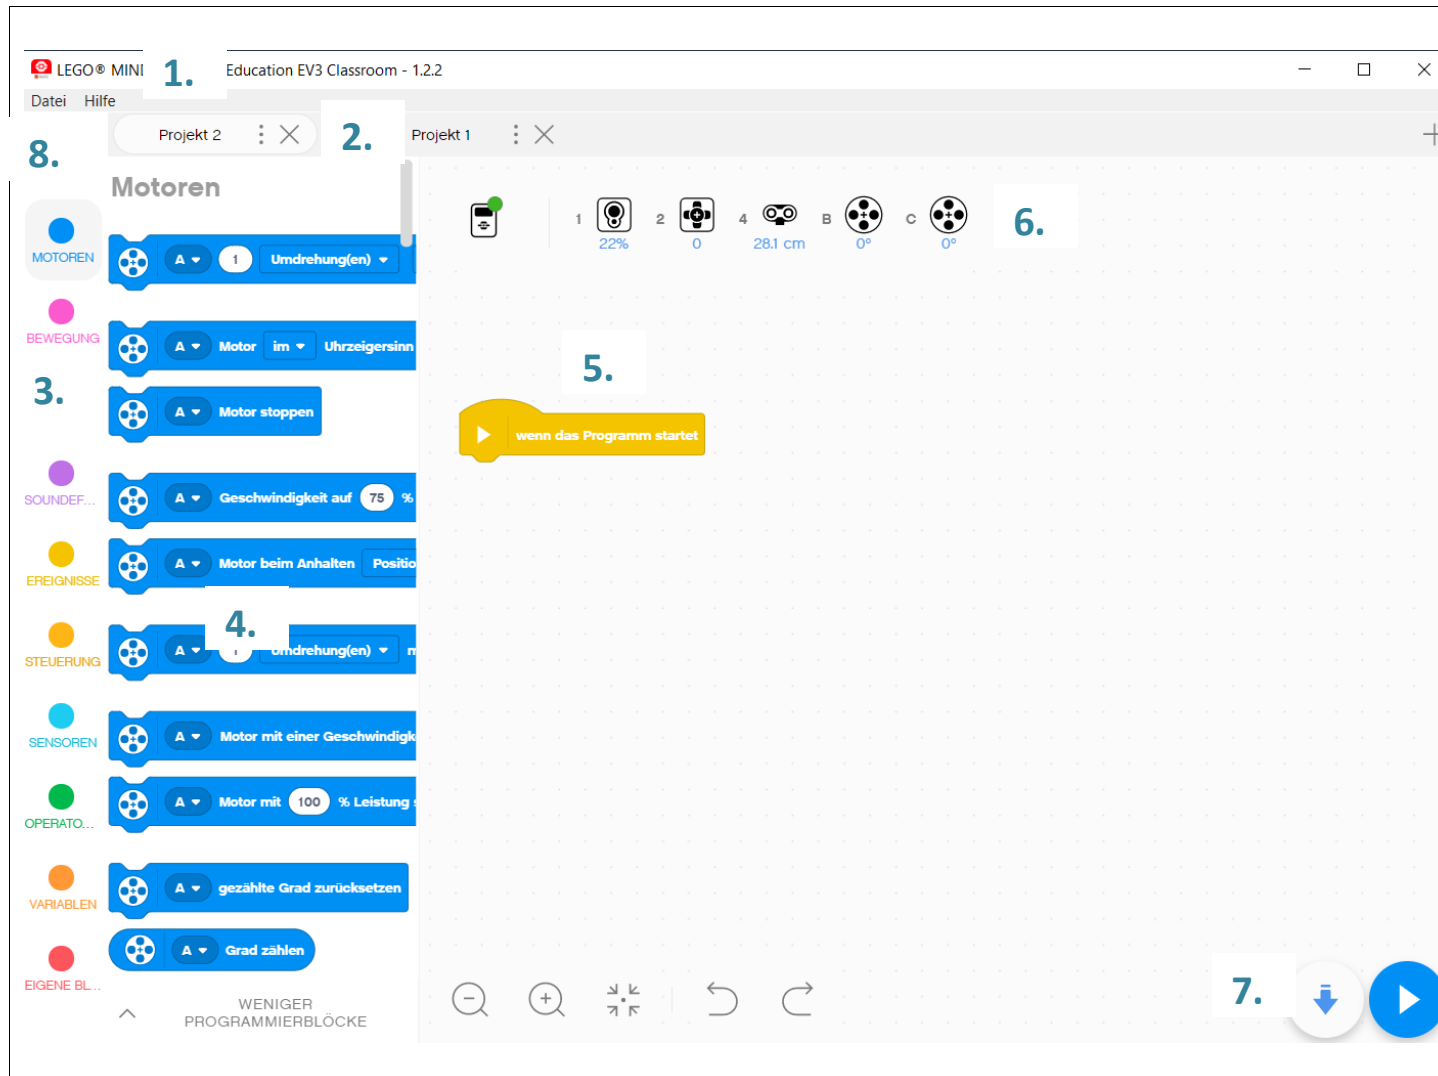 LEGO® MIND 1. Education EV3 Classroom - 1.2.2
Datei Hilfe
8.
Projekt 2
2.
Projekt 1
Motoren
MOTOREN
BEWEGUNG
3.
SOUNDEF...
EREIGNISSE
STEUERUNG
SENSOREN
OPERATO...
VARIABLEN
EIGENE BL...
A 1 Umdrehung(en)
A Motor im Uhrzeigersinn
A Motor stoppen
A Geschwindigkeit auf 75 %
A Motor beim Anhalten Positio
4.
A 1 Umdrehung(en) m
A Motor mit einer Geschwindigk
A Motor mit 100 % Leistung s
A gezählte Grad zurücksetzen
A Grad zählen
WENIGER
PROGRAMMIERBLÖCKE
1 2 4 B C
22% 0 28.1 cm 0° 0°
6.
5.
wenn das Programm startet
7.